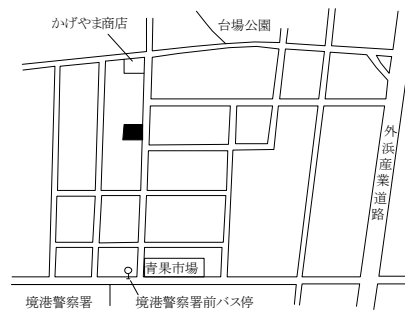 かげやま商店
台場公園
外浜産業道路
青果市場
境港警察署
境港警察署前バス停